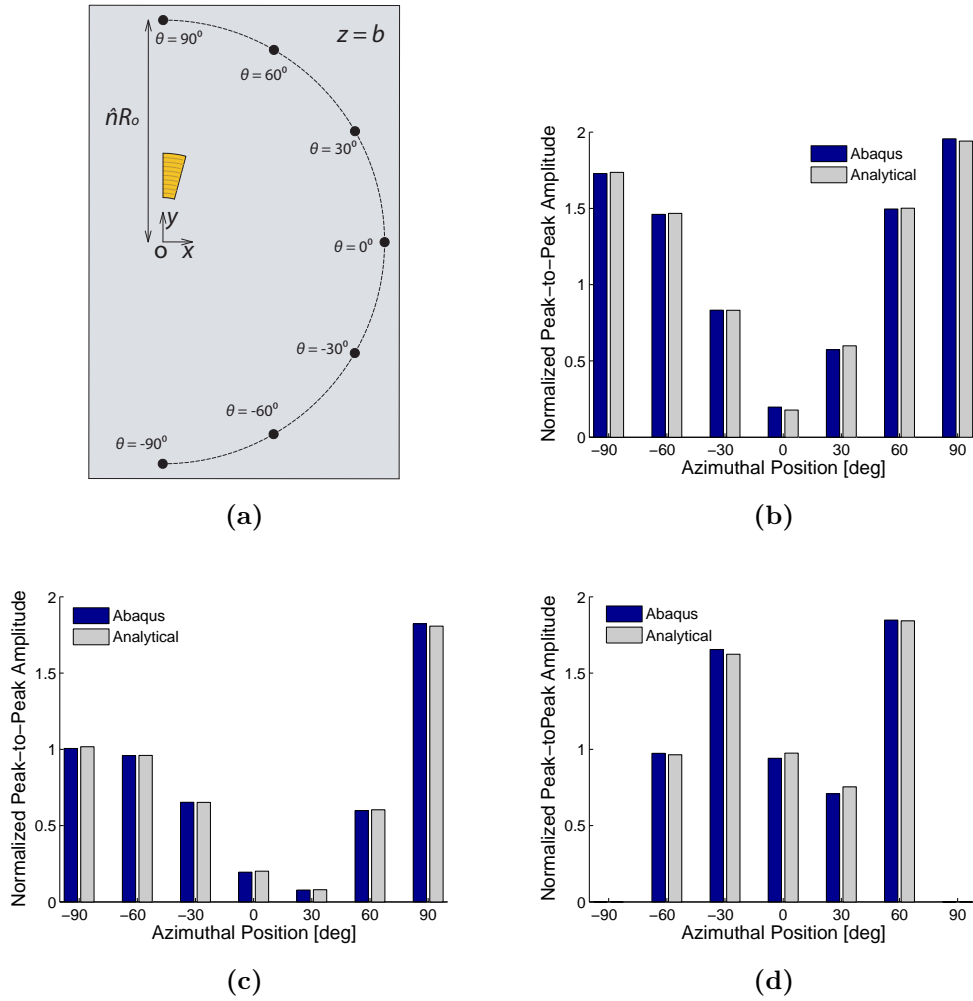 z = b
θ = 90⁰
θ = 60⁰
n̂Rₒ
θ = 30⁰
y
o
x
θ = 0⁰
θ = -30⁰
θ = -60⁰
θ = -90⁰
(a)
Normalized Peak−to−Peak Amplitude
2
1.5
1
0.5
0
Abaqus
Analytical
−90 −60 −30 0 30 60 90
Azimuthal Position [deg]
(b)
Normalized Peak−to−Peak Amplitude
2
1.5
1
0.5
0
Abaqus
Analytical
−90 −60 −30 0 30 60 90
Azimuthal Position [deg]
(c)
Normalized Peak−toPeak Amplitude
2
1.5
1
0.5
0
Abaqus
Analytical
−90 −60 −30 0 30 60 90
Azimuthal Position [deg]
(d)